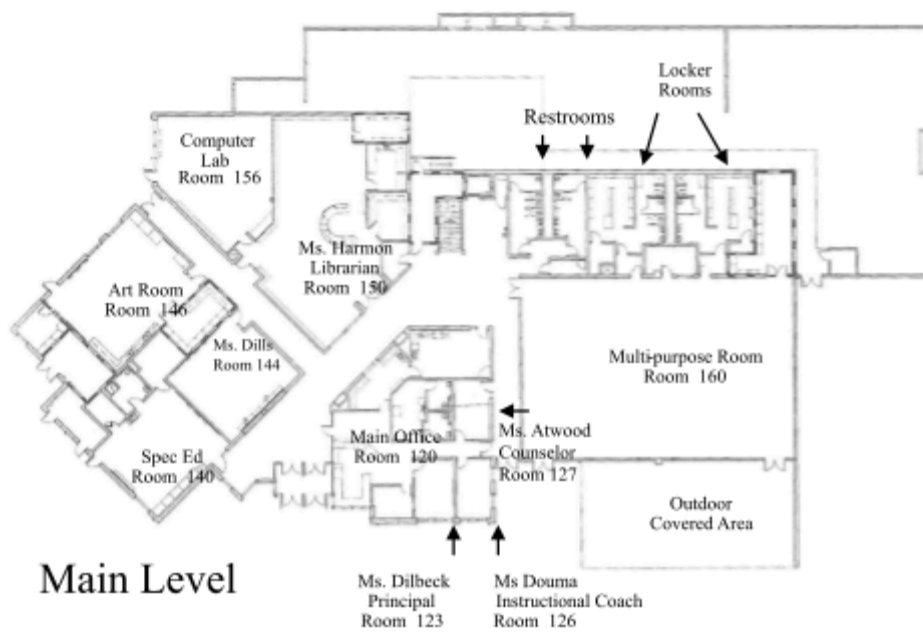 Locker
Rooms
Restrooms
Computer
Lab
Room 156
Ms. Harmon
Librarian
Room 150
Art Room
Room 146
Ms. Dills
Room 144
Multi-purpose Room
Room 160
Ms. Atwood
Counselor
Room 127
Main Office
Room 120
Spec Ed
Room 140
Outdoor
Covered Area
Main Level
Ms. Dilbeck
Principal
Room 123
Ms Douma
Instructional Coach
Room 126